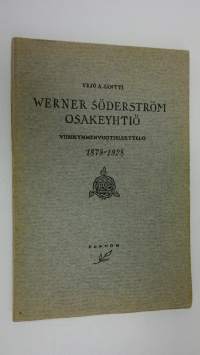 YRJÖ A. JÄNTTI
WERNER SÖDERSTRÖM
OSAKEYHTIÖ
VIISIKYMMENVUOTISLUETTELO
1878-1928
PORVOO